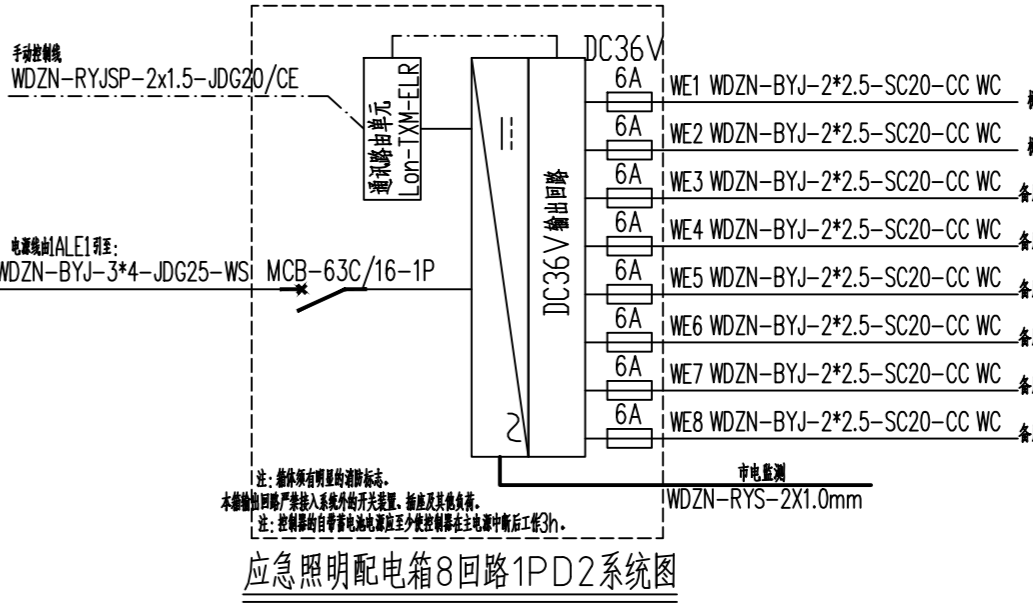 手动控制线
WDZN-RYJSP-2x1.5-JDG20/CE
通讯路由单元
Lon-TXM-ELR
电源线由1ALE1引至:
WDZN-BYJ-3*4-JDG25-WS
MCB-63C/16-1P
DC36V输出回路
DC36V
6A WE1 WDZN-BYJ-2*2.5-SC20-CC WC
6A WE2 WDZN-BYJ-2*2.5-SC20-CC WC
6A WE3 WDZN-BYJ-2*2.5-SC20-CC WC 备
6A WE4 WDZN-BYJ-2*2.5-SC20-CC WC 备
6A WE5 WDZN-BYJ-2*2.5-SC20-CC WC 备
6A WE6 WDZN-BYJ-2*2.5-SC20-CC WC 备
6A WE7 WDZN-BYJ-2*2.5-SC20-CC WC 备
6A WE8 WDZN-BYJ-2*2.5-SC20-CC WC 备
市电监测
WDZN-RYS-2X1.0mm
注: 箱体须有明显的消防标志。
本箱输出回路严禁接入系统外的开关装置、插座及其他负荷。
注: 控制器的自带蓄电池电源应至少使控制器在主电源中断后工作3h。
应急照明配电箱8回路1PD2系统图